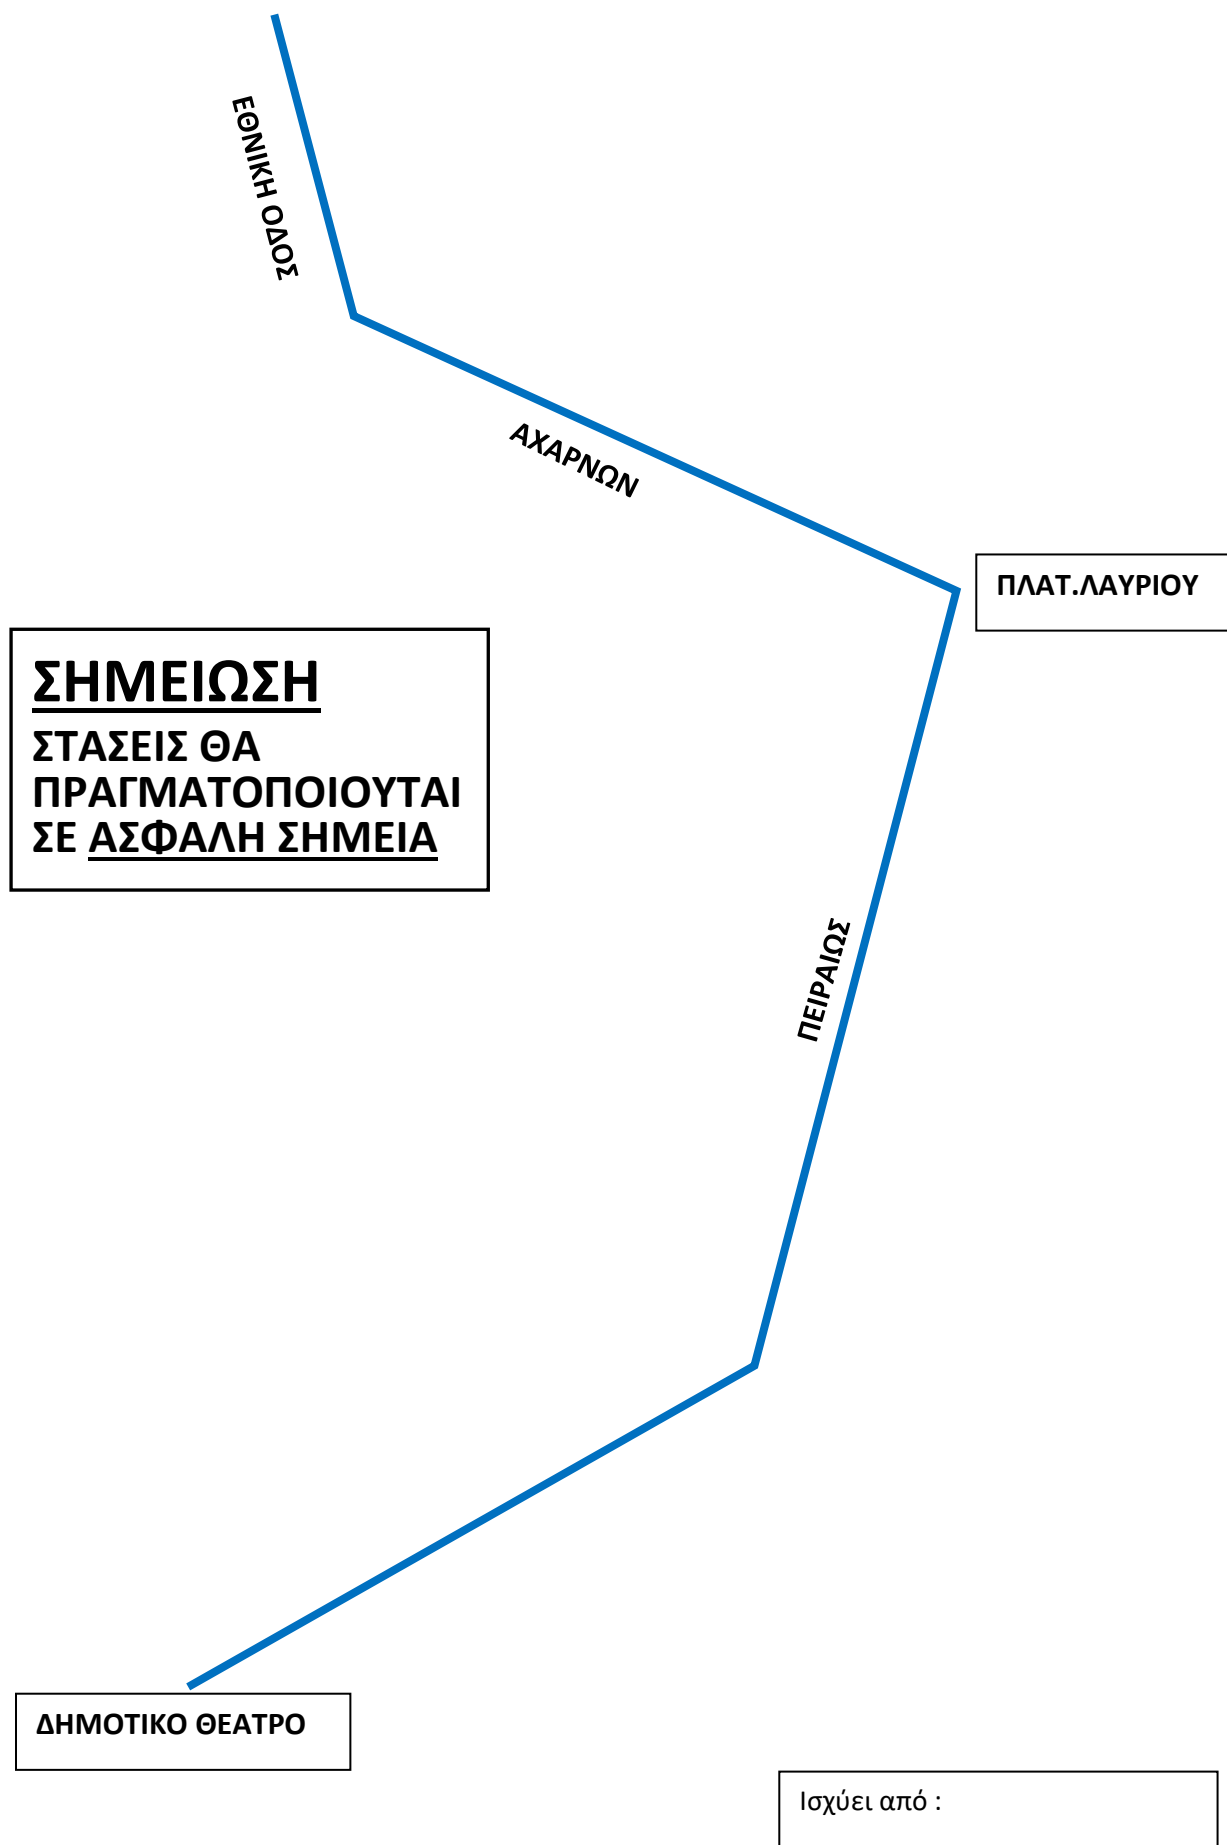 ΕΘΝΙΚΗ ΟΔΟΣ
ΑΧΑΡΝΩΝ
ΠΛΑΤ.ΛΑΥΡΙΟΥ
ΣΗΜΕΙΩΣΗ
ΣΤΑΣΕΙΣ ΘΑ
ΠΡΑΓΜΑΤΟΠΟΙΟΥΤΑΙ
ΣΕ ΑΣΦΑΛΗ ΣΗΜΕΙΑ
ΠΕΙΡΑΙΩΣ
ΔΗΜΟΤΙΚΟ ΘΕΑΤΡΟ
Ισχύει από :